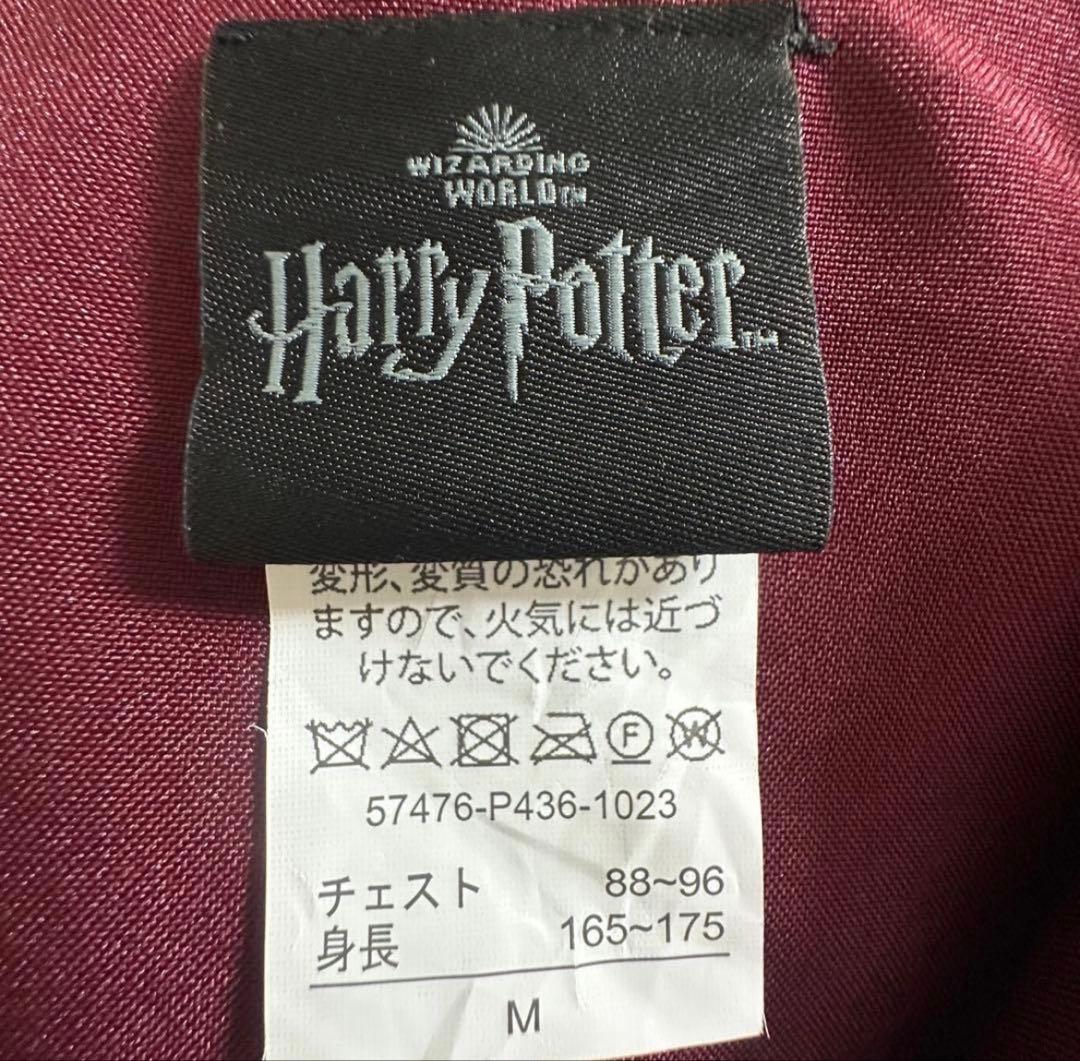 WIZARDING
WORLD™
Harry Potter™
変形、変質の恐れがあり
ますので、火気には近づ
けないでください。
F W
57476-P436-1023
チェスト 88~96
身長 165~175
M